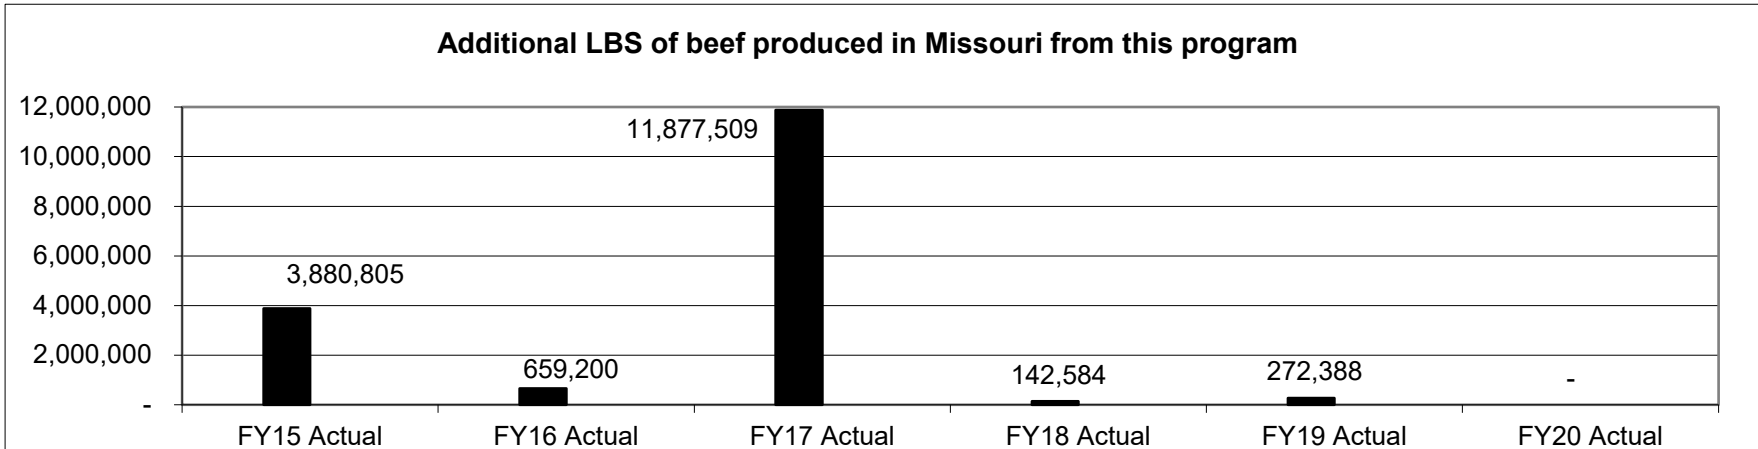 Additional LBS of beef produced in Missouri from this program
12,000,000
10,000,000
8,000,000
6,000,000
4,000,000
2,000,000
-
3,880,805
659,200
11,877,509
142,584
272,388
-
FY15 Actual
FY16 Actual
FY17 Actual
FY18 Actual
FY19 Actual
FY20 Actual